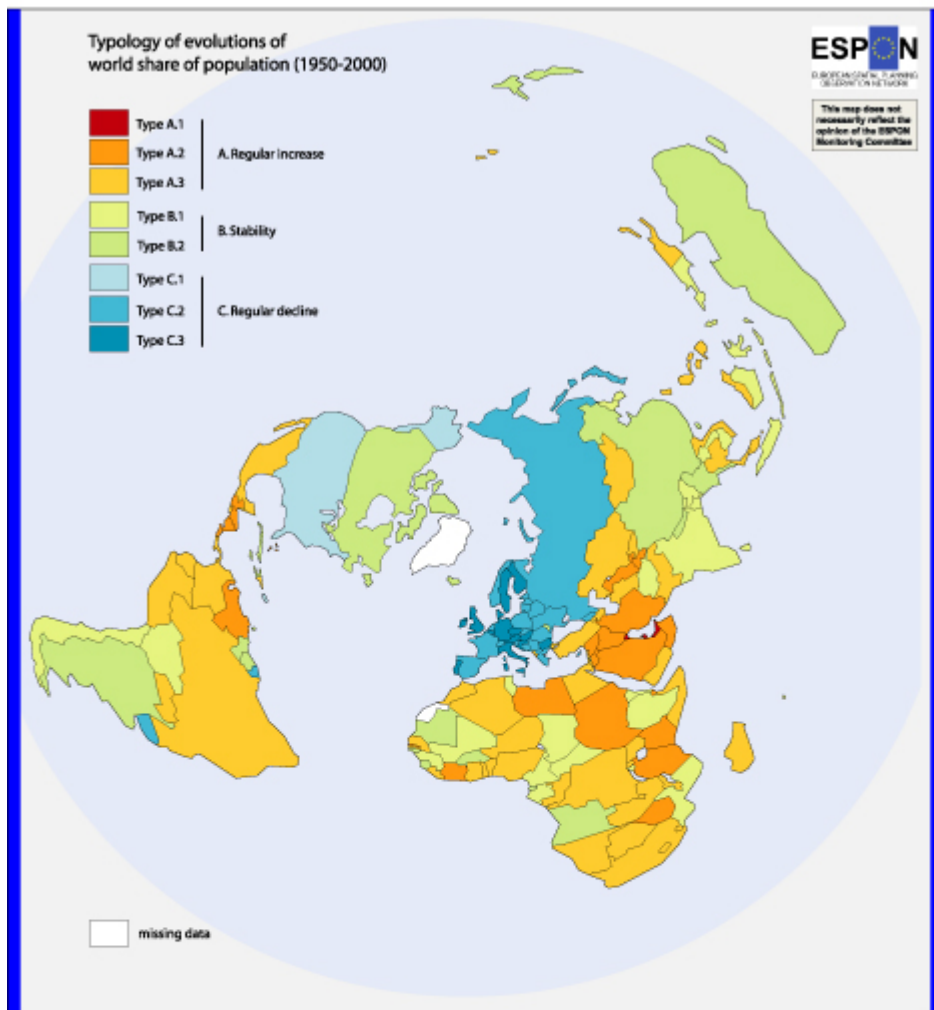 Typology of evolutions of
world share of population (1950-2000)
ESPON
EUROPEAN SPATIAL PLANNING
OBSERVATION NETWORK
This map does not
necessarily reflect the
opinion of the ESPON
Monitoring Committee
Type A.1
Type A.2
Type A.3
A. Regular Increase
Type B.1
Type B.2
B. Stability
Type C.1
Type C.2
Type C.3
C. Regular decline
missing data